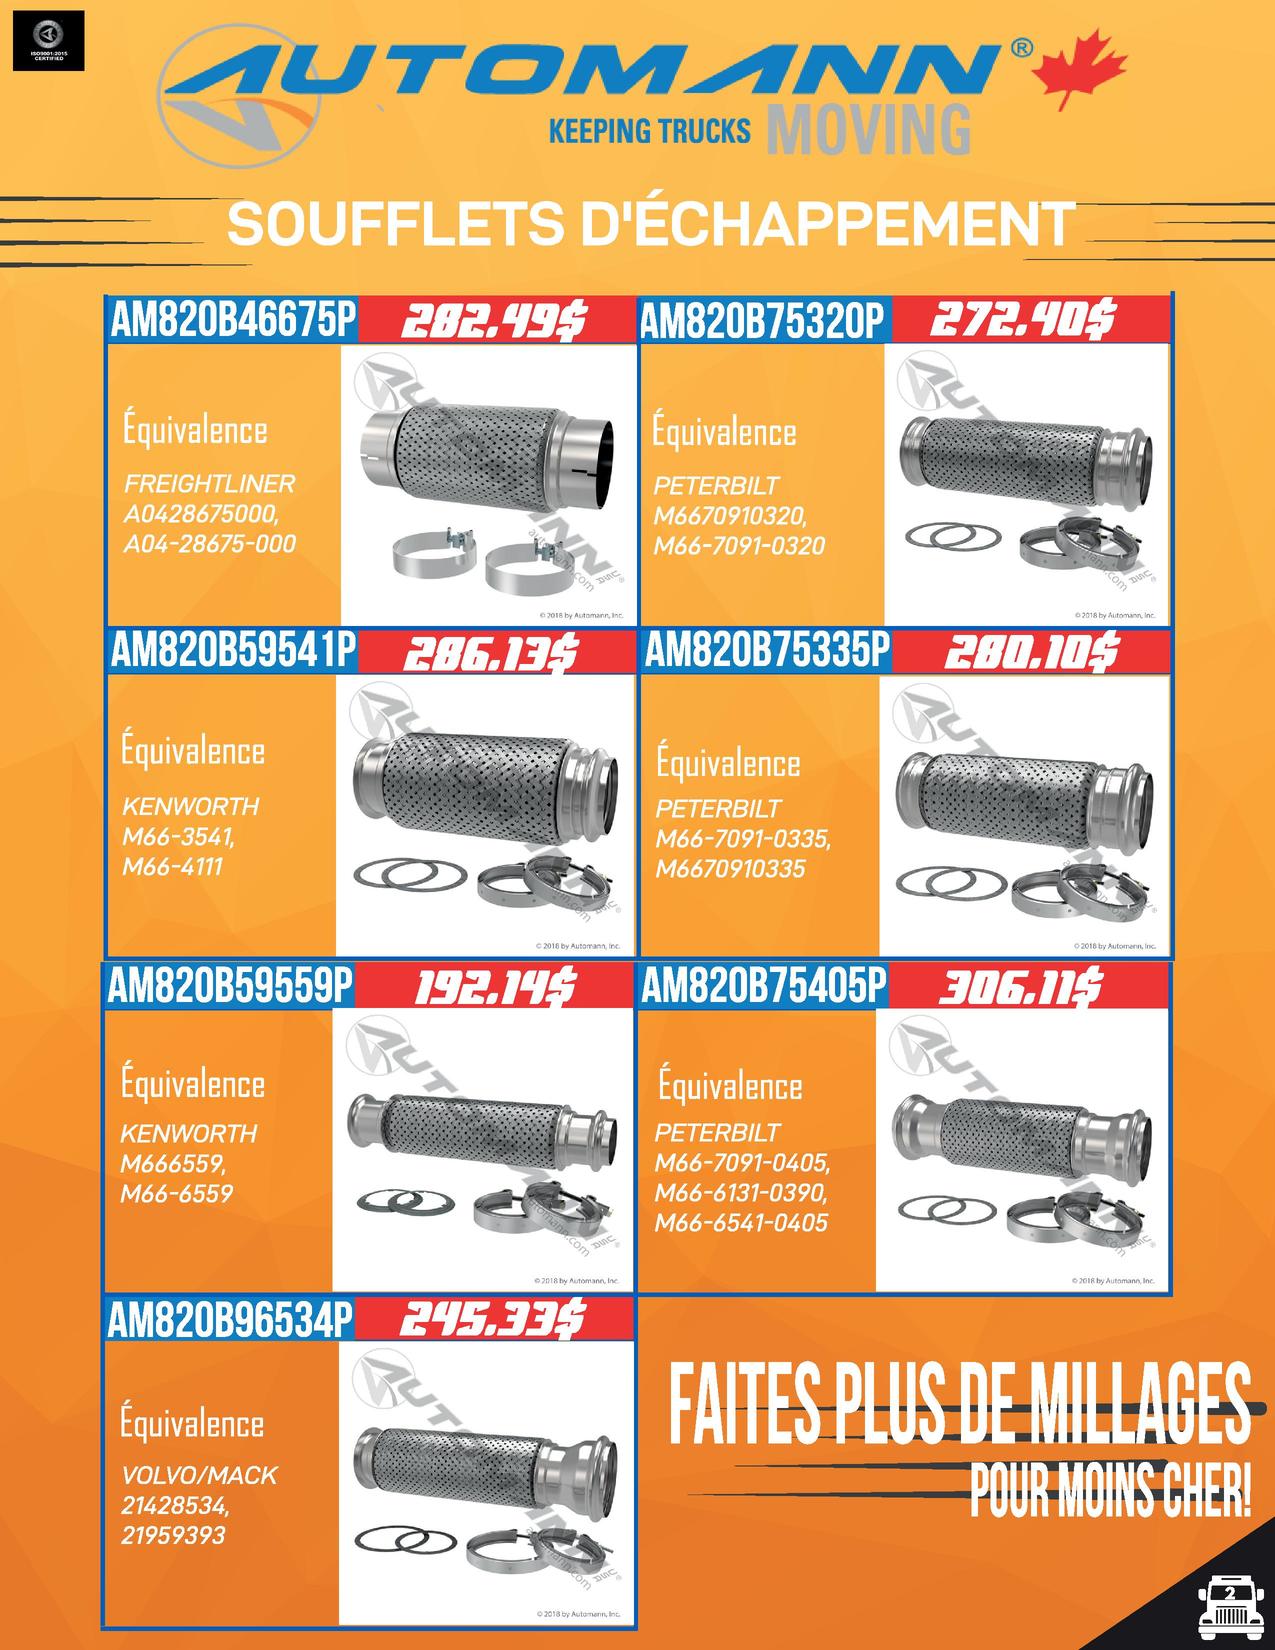 ISO9001:2015
CERTIFIED
AUTOMANN®
KEEPING TRUCKS MOVING
SOUFFLETS D'ÉCHAPPEMENT
AM820B46675P 282.49$
Équivalence
FREIGHTLINER
A0428675000,
A04-28675-000
© 2018 by Automann, Inc.
AM820B75320P 272.40$
Équivalence
PETERBILT
M6670910320,
M66-7091-0320
© 2018 by Automann, Inc.
AM820B59541P 286.13$
Équivalence
KENWORTH
M66-3541,
M66-4111
© 2018 by Automann, Inc.
AM820B75335P 280.10$
Équivalence
PETERBILT
M66-7091-0335,
M6670910335
© 2018 by Automann, Inc.
AM820B59559P 192.14$
Équivalence
KENWORTH
M666559,
M66-6559
© 2018 by Automann, Inc.
AM820B75405P 306.11$
Équivalence
PETERBILT
M66-7091-0405,
M66-6131-0390,
M66-6541-0405
© 2018 by Automann, Inc.
AM820B96534P 245.33$
Équivalence
VOLVO/MACK
21428534,
21959393
© 2018 by Automann, Inc.
FAITES PLUS DE MILLAGES
POUR MOINS CHER!
2